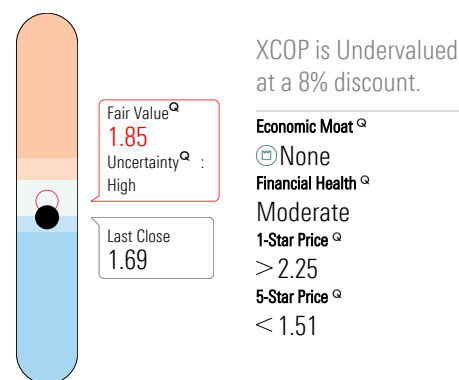 XCOP is Undervalued
at a 8% discount.
Fair Value Q
1.85
Uncertainty Q :
High
Last Close
1.69
Economic Moat Q
None
Financial Health Q
Moderate
1-Star Price Q
> 2.25
5-Star Price Q
< 1.51